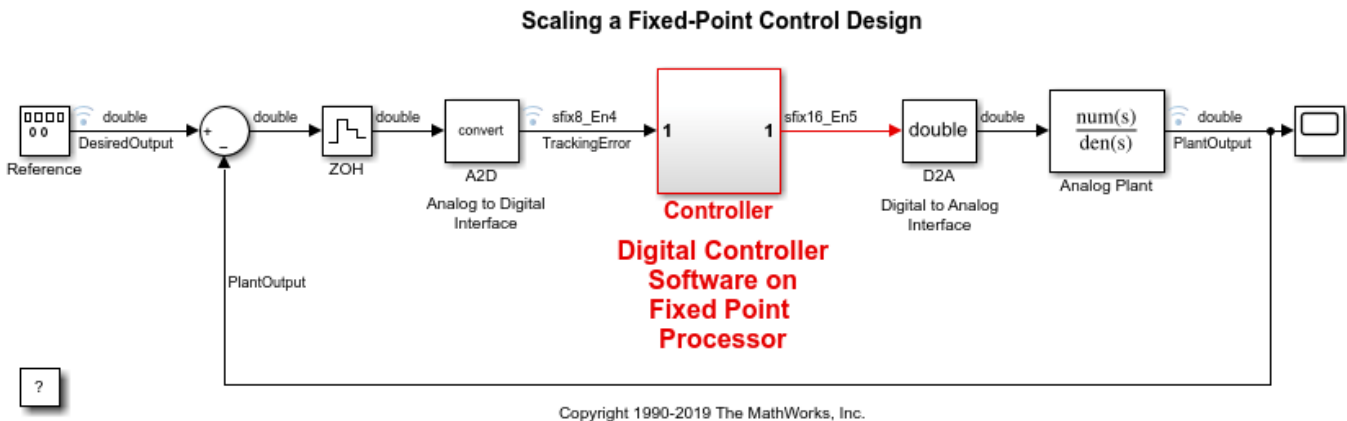 Scaling a Fixed-Point Control Design
double
DesiredOutput
Reference
+
−
double
ZOH
double
convert
A2D
Analog to Digital
Interface
sfix8_En4
TrackingError
1
1
Controller
Digital Controller
Software on
Fixed Point
Processor
sfix16_En5
double
D2A
Digital to Analog
Interface
double
num(s)
den(s)
Analog Plant
double
PlantOutput
PlantOutput
?
Copyright 1990-2019 The MathWorks, Inc.